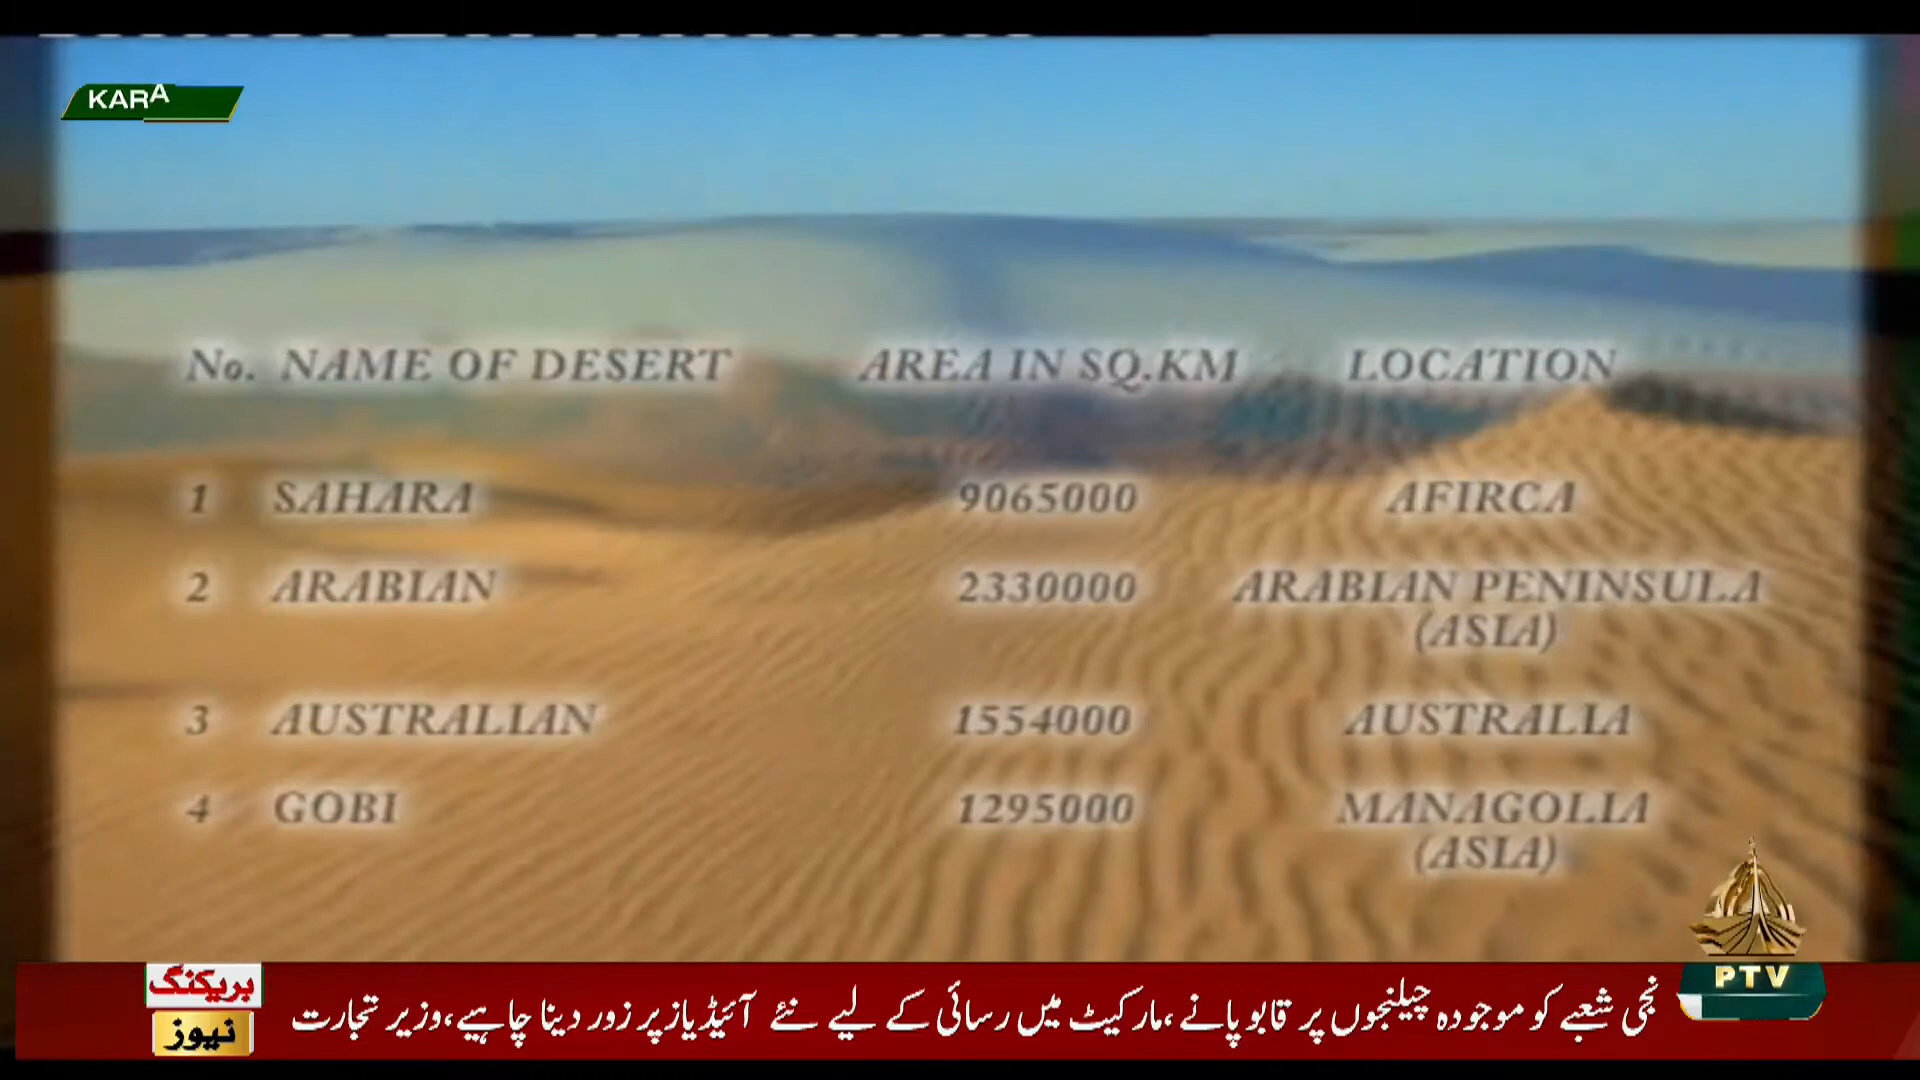 KARA
No. NAME OF DESERT AREA IN SQ.KM LOCATION
1 SAHARA 9065000 AFIRCA
2 ARABIAN 2330000 ARABIAN PENINSULA
(ASIA)
3 AUSTRALIAN 1554000 AUSTRALIA
4 GOBI 1295000 MANAGOLIA
(ASIA)
PTV
بریکنگ
نیوز
نجی شعبے کو موجودہ چیلنجوں پر قابو پانے ،مارکیٹ میں رسائی کے لیے نئے آئیڈیاز پر زور دینا چاہیے،وزیر تجارت